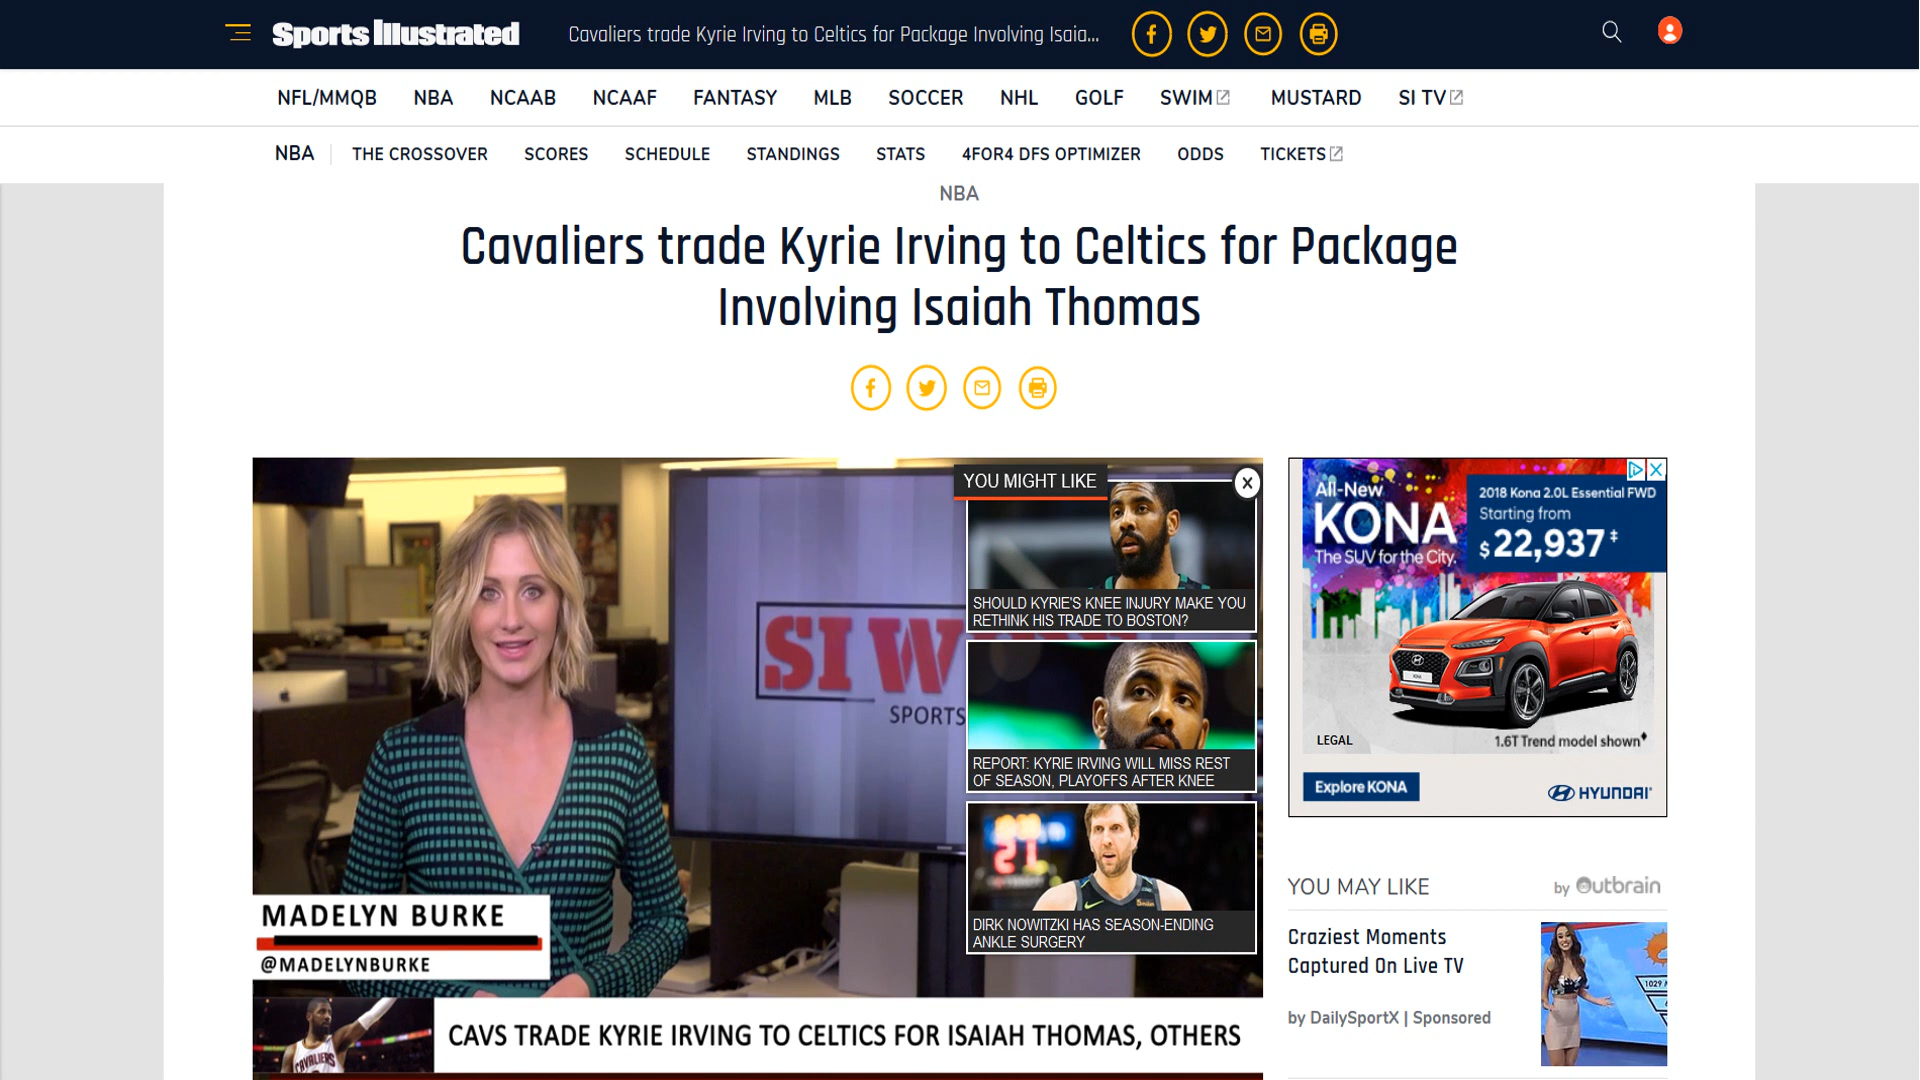 Sports Illustrated
Cavaliers trade Kyrie Irving to Celtics for Package Involving Isaia...
NFL/MMQB NBA NCAAB NCAAF FANTASY MLB SOCCER NHL GOLF SWIM MUSTARD SI TV
NBA THE CROSSOVER SCORES SCHEDULE STANDINGS STATS 4FOR4 DFS OPTIMIZER ODDS TICKETS
NBA
Cavaliers trade Kyrie Irving to Celtics for Package
Involving Isaiah Thomas
YOU MIGHT LIKE
SHOULD KYRIE'S KNEE INJURY MAKE YOU
RETHINK HIS TRADE TO BOSTON?
REPORT: KYRIE IRVING WILL MISS REST
OF SEASON, PLAYOFFS AFTER KNEE
DIRK NOWITZKI HAS SEASON-ENDING
ANKLE SURGERY
SI W
SPORTS
MADELYN BURKE
@MADELYNBURKE
CAVALIERS
CAVS TRADE KYRIE IRVING TO CELTICS FOR ISAIAH THOMAS, OTHERS
All-New
KONA
The SUV for the City.
2018 Kona 2.0L Essential FWD
Starting from
$22,937‡
LEGAL
1.6T Trend model shown♦
Explore KONA
HYUNDAI
YOU MAY LIKE
by Outbrain
Craziest Moments
Captured On Live TV
by DailySportX | Sponsored